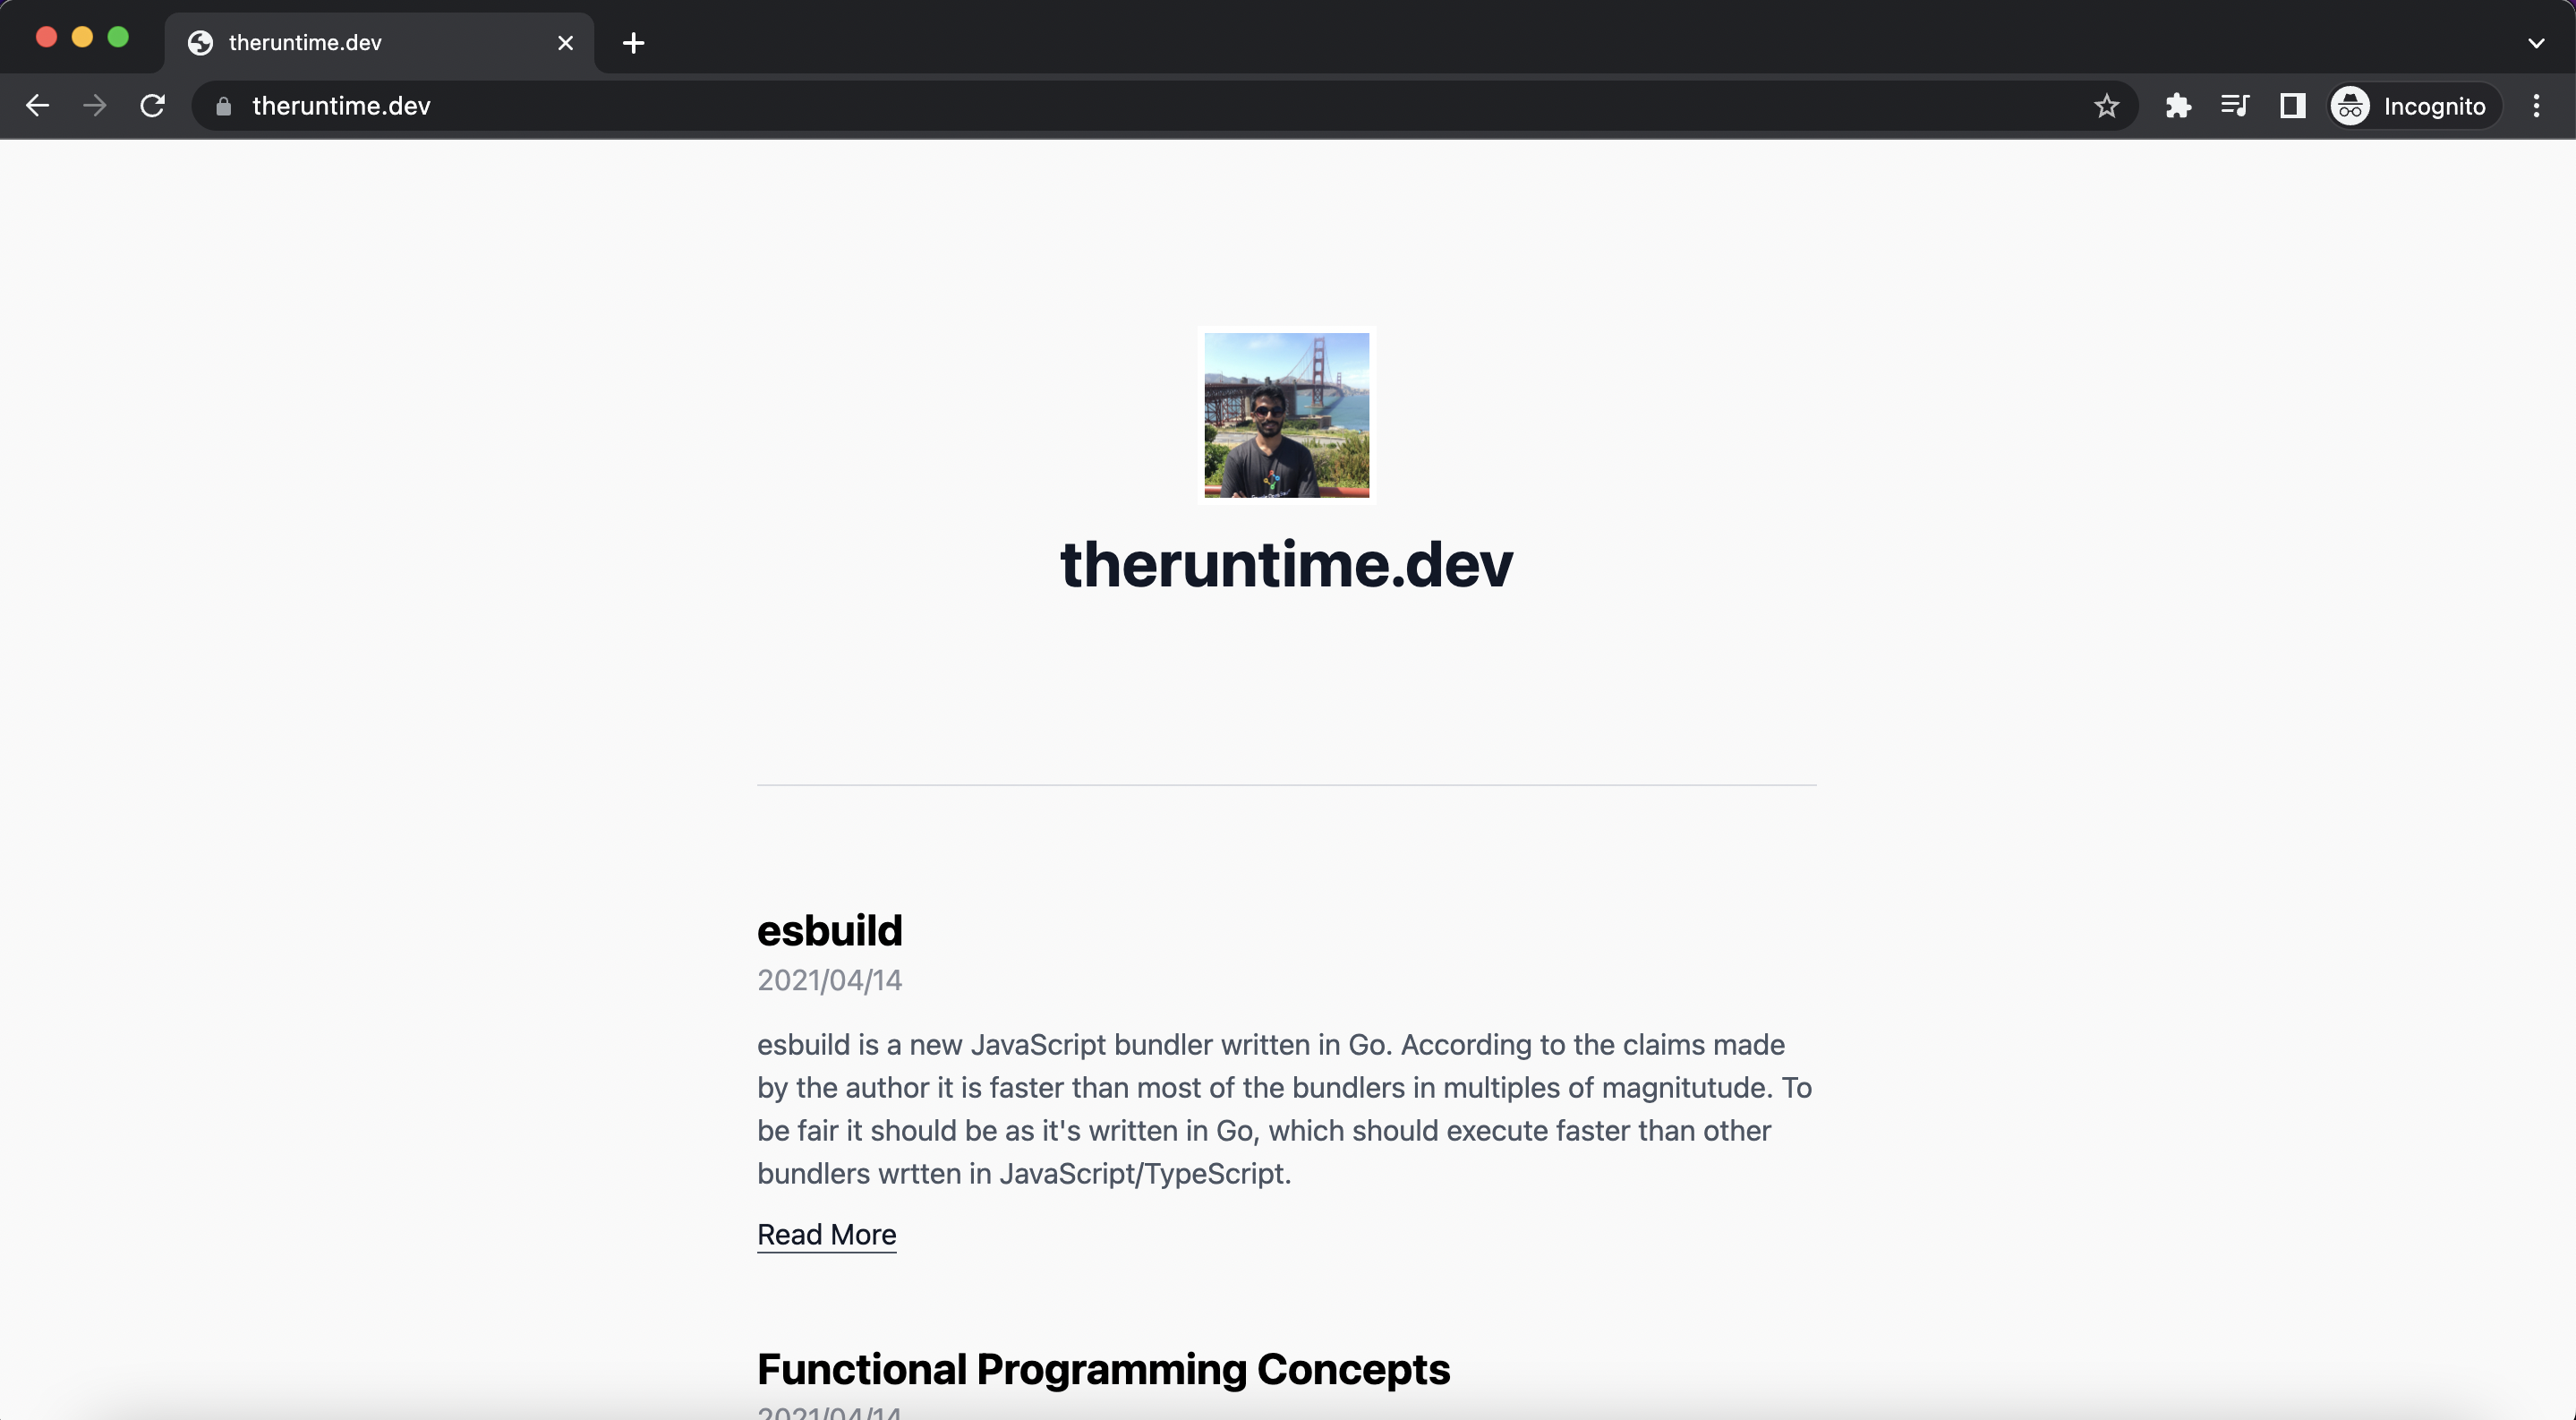 theruntime.dev
theruntime.dev
Incognito
theruntime.dev
esbuild
2021/04/14
esbuild is a new JavaScript bundler written in Go. According to the claims made
by the author it is faster than most of the bundlers in multiples of magnitutude. To
be fair it should be as it's written in Go, which should execute faster than other
bundlers wrtten in JavaScript/TypeScript.
Read More
Functional Programming Concepts
2021/04/14